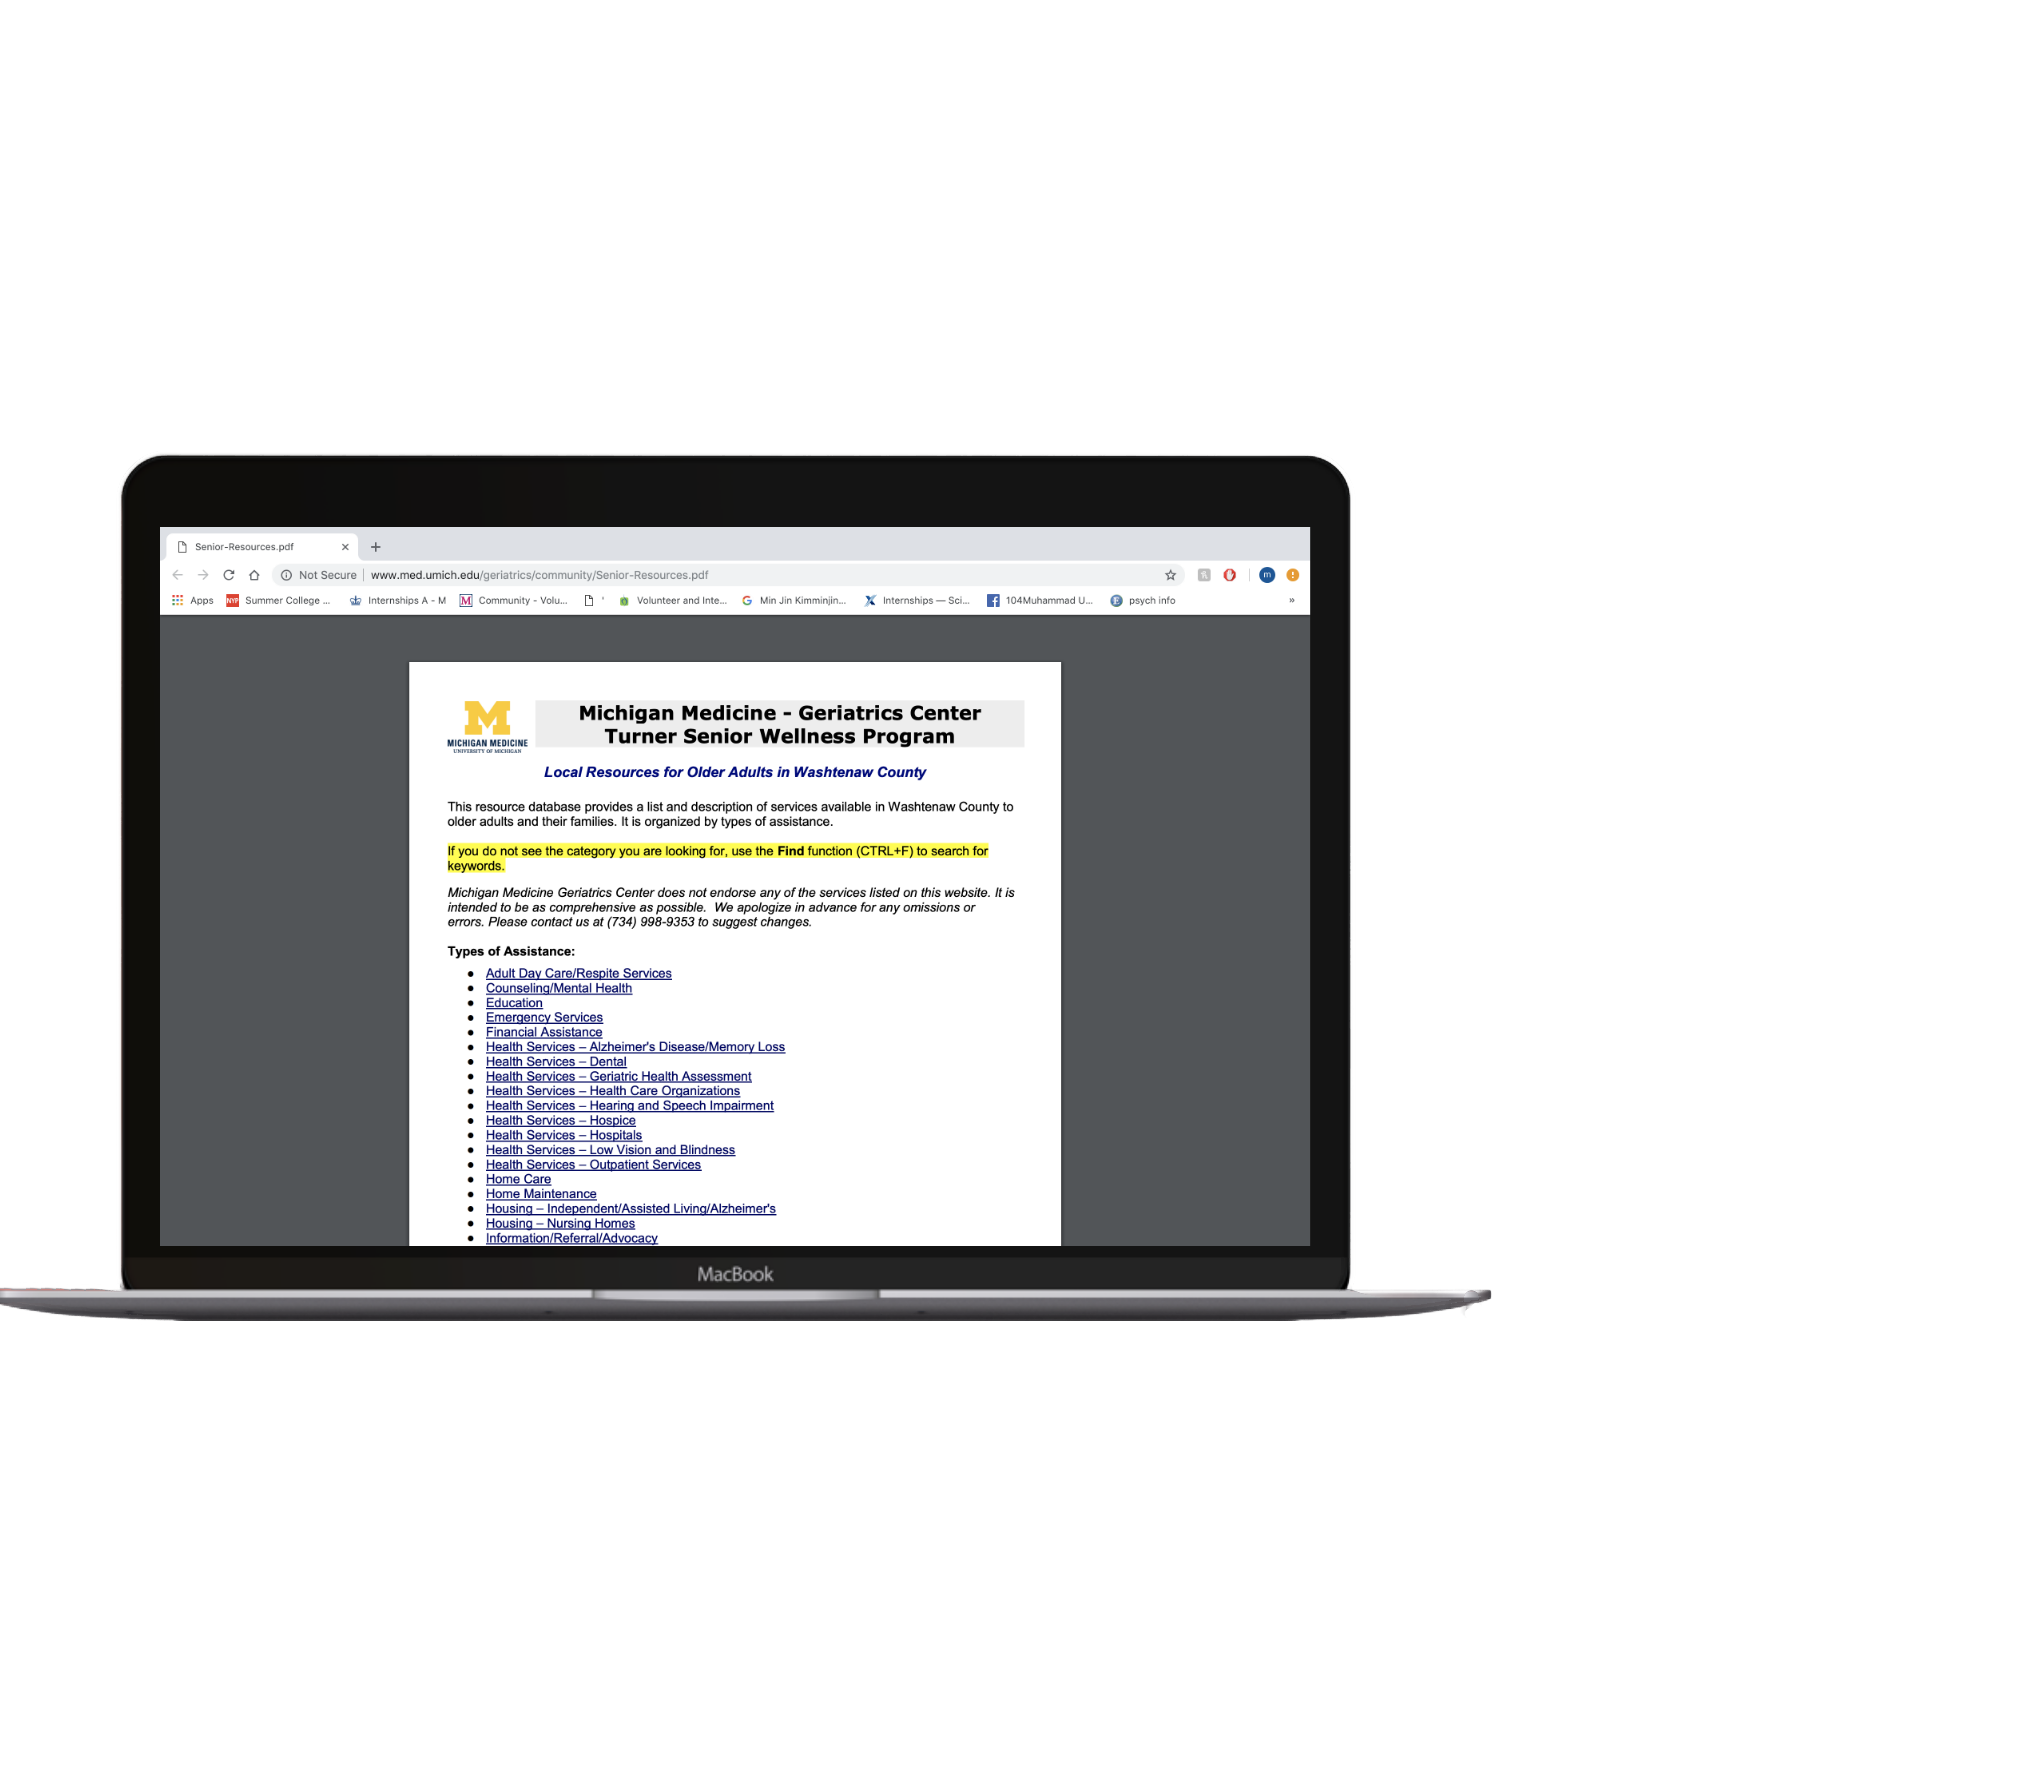 Senior-Resources.pdf
Not Secure | www.med.umich.edu/geriatrics/community/Senior-Resources.pdf
m
Apps NYP Summer College ... Internships A - M M Community - Volu... ' Volunteer and Inte... G Min Jin Kimminjin... Internships — Sci... f 104Muhammad U... E psych info »
M
MICHIGAN MEDICINE
UNIVERSITY OF MICHIGAN
Michigan Medicine - Geriatrics Center
Turner Senior Wellness Program
Local Resources for Older Adults in Washtenaw County
This resource database provides a list and description of services available in Washtenaw County to
older adults and their families. It is organized by types of assistance.
If you do not see the category you are looking for, use the Find function (CTRL+F) to search for
keywords.
Michigan Medicine Geriatrics Center does not endorse any of the services listed on this website. It is
intended to be as comprehensive as possible. We apologize in advance for any omissions or
errors. Please contact us at (734) 998-9353 to suggest changes.
Types of Assistance:
● Adult Day Care/Respite Services
● Counseling/Mental Health
● Education
● Emergency Services
● Financial Assistance
● Health Services – Alzheimer's Disease/Memory Loss
● Health Services – Dental
● Health Services – Geriatric Health Assessment
● Health Services – Health Care Organizations
● Health Services – Hearing and Speech Impairment
● Health Services – Hospice
● Health Services – Hospitals
● Health Services – Low Vision and Blindness
● Health Services – Outpatient Services
● Home Care
● Home Maintenance
● Housing – Independent/Assisted Living/Alzheimer's
● Housing – Nursing Homes
● Information/Referral/Advocacy
MacBook